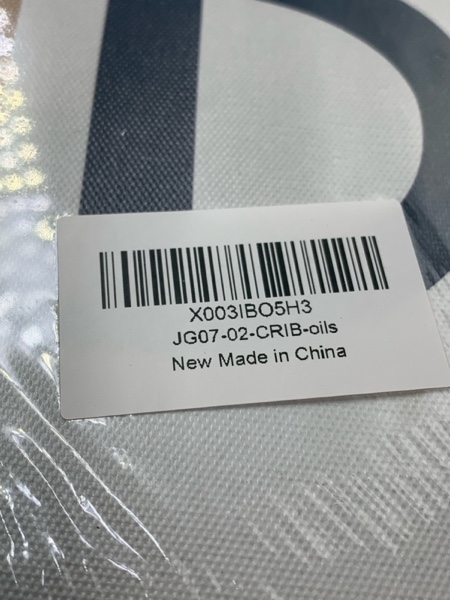 X003IBO5H3
JG07-02-CRIB-oils
New Made in China